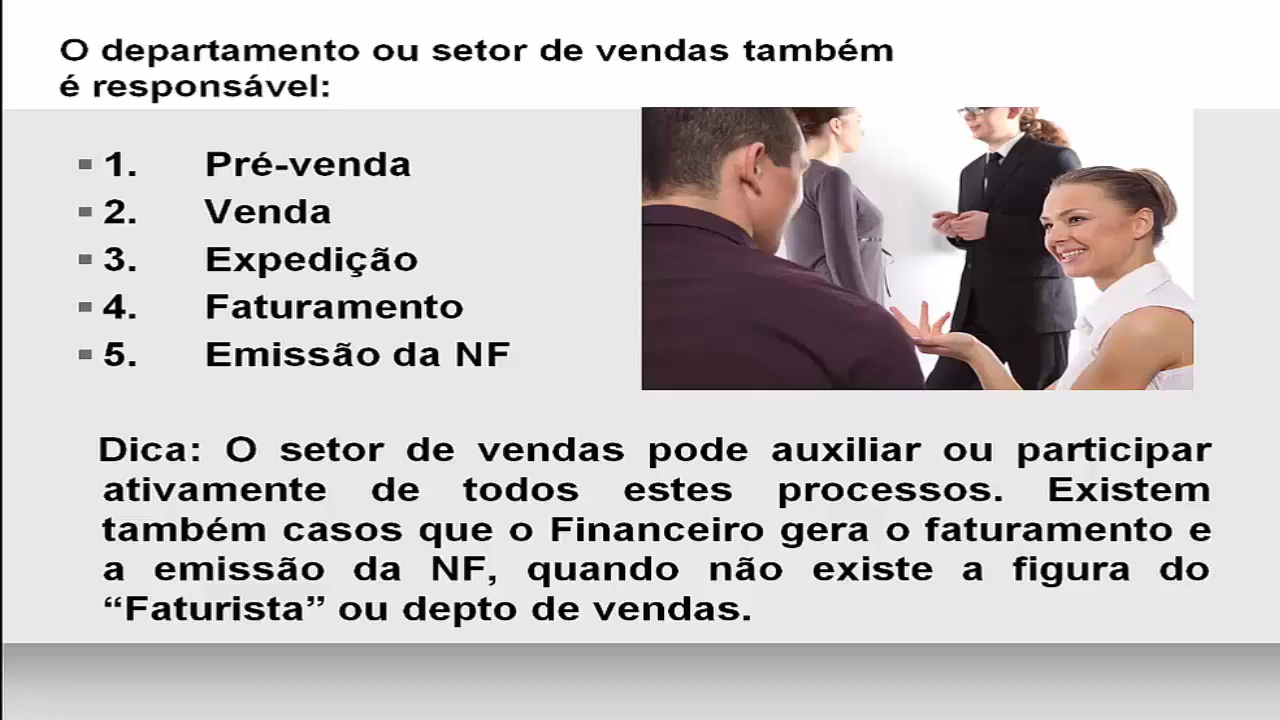 O departamento ou setor de vendas também
é responsável:
1. Pré-venda
2. Venda
3. Expedição
4. Faturamento
5. Emissão da NF
Dica: O setor de vendas pode auxiliar ou participar
ativamente de todos estes processos. Existem
também casos que o Financeiro gera o faturamento e
a emissão da NF, quando não existe a figura do
“Faturista” ou depto de vendas.